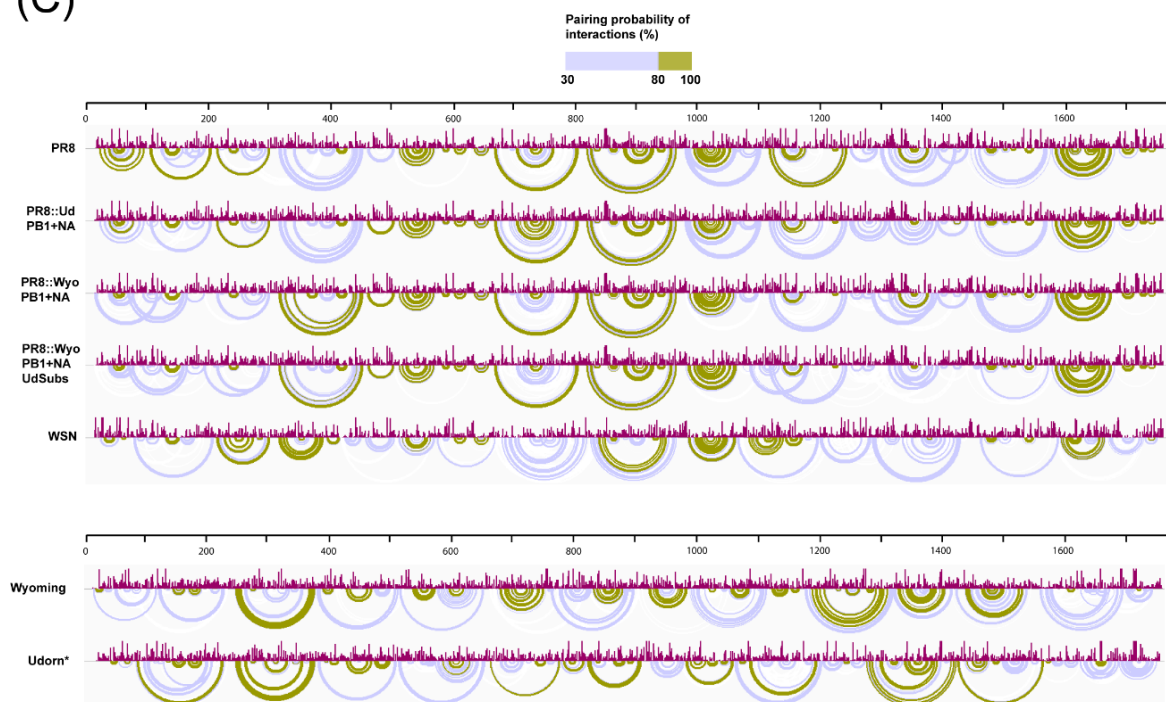 (C)
Pairing probability of
interactions (%)
30 80 100
0 200 400 600 800 1000 1200 1400 1600
PR8
PR8::Ud
PB1+NA
PR8::Wyo
PB1+NA
PR8::Wyo
PB1+NA
UdSubs
WSN
0 200 400 600 800 1000 1200 1400 1600
Wyoming
Udorn*